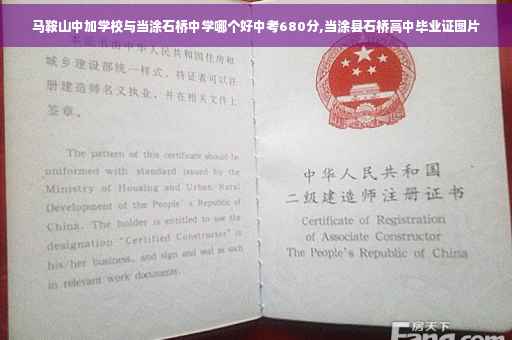 马鞍山中加学校与当涂石桥中学哪个好中考680分,当涂县石桥高中毕业证图片
城乡建设部统一样式，持证者可以注
册建造师名义执业，并在相关文件上
签章。
The pattern of this certificate should be
uniformed with standard issued by the
Ministry of Housing and Urban Rural
Development of the People's Republic of
China. The holder is entitled to use the
designation "Certified Constructor" in
his/her business, and sign and seal as such
in relevant work documents.
中华人民共和国
二级建造师注册证书
Certificate of Registration
of Associate Constructor
The People's Republic of China
房天下
Fang.com